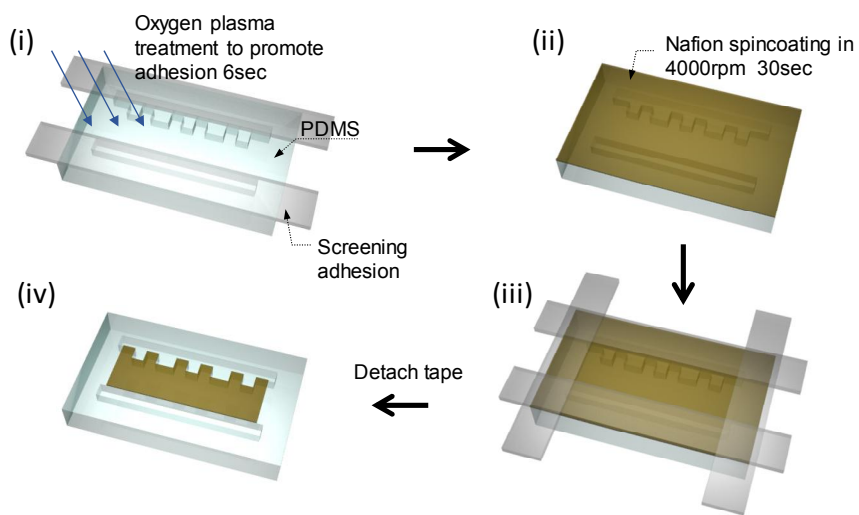 (i)
Oxygen plasma
treatment to promote
adhesion 6sec
PDMS
Screening
adhesion
(ii)
Nafion spincoating in
4000rpm 30sec
(iii)
(iv)
Detach tape